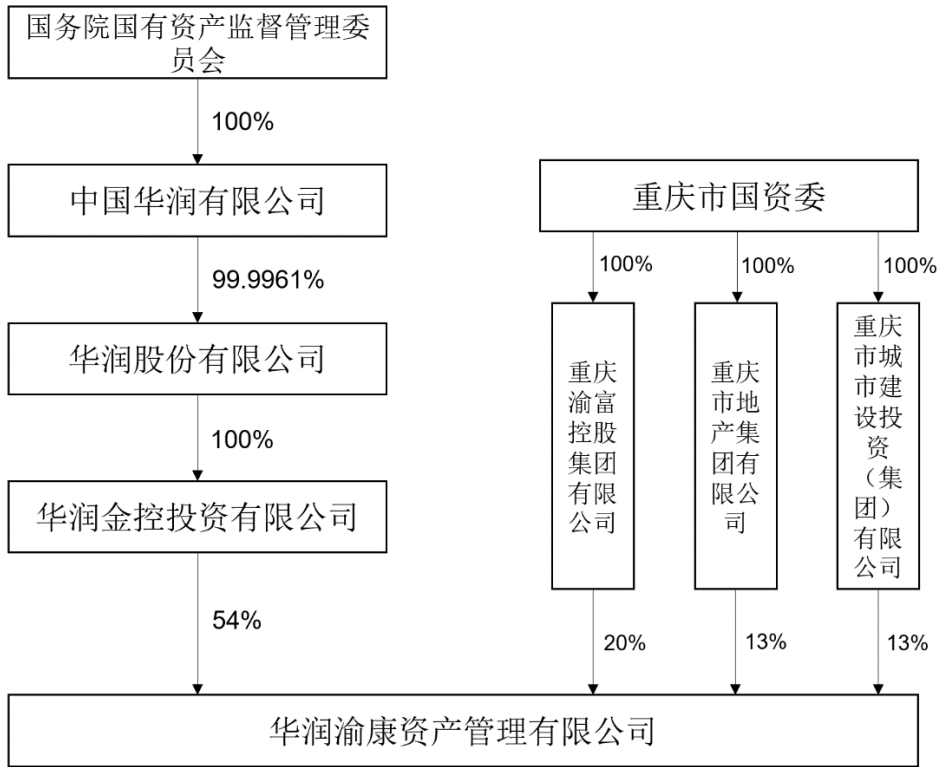 国务院国有资产监督管理委
员会
100%
中国华润有限公司
重庆市国资委
99.9961%
100%
100%
100%
华润股份有限公司
100%
华润金控投资有限公司
重庆
渝富
控股
集团
有限
公司
重庆
市地
产集
团有
限公
司
重庆
市城
市建
设投
资
（集
团）
有限
公司
54%
20%
13%
13%
华润渝康资产管理有限公司